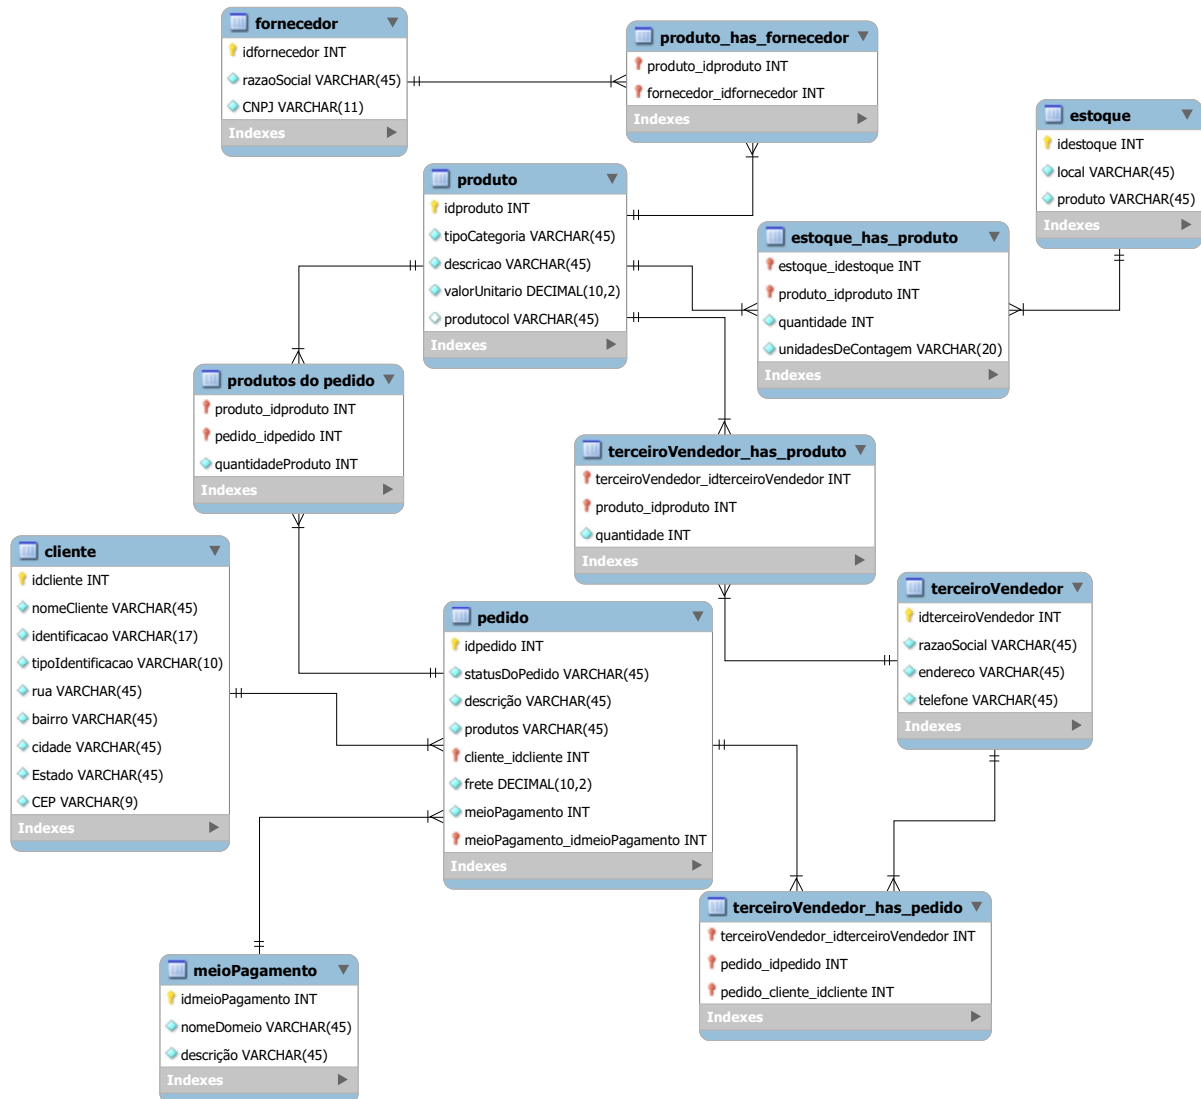 fornecedor
idfornecedor INT
razaoSocial VARCHAR(45)
CNPJ VARCHAR(11)
Indexes
produto_has_fornecedor
produto_idproduto INT
fornecedor_idfornecedor INT
Indexes
estoque
idestoque INT
local VARCHAR(45)
produto VARCHAR(45)
Indexes
produto
idproduto INT
tipoCategoria VARCHAR(45)
descricao VARCHAR(45)
valorUnitario DECIMAL(10,2)
produtocol VARCHAR(45)
Indexes
estoque_has_produto
estoque_idestoque INT
produto_idproduto INT
quantidade INT
unidadesDeContagem VARCHAR(20)
Indexes
produtos do pedido
produto_idproduto INT
pedido_idpedido INT
quantidadeProduto INT
Indexes
terceiroVendedor_has_produto
terceiroVendedor_idterceiroVendedor INT
produto_idproduto INT
quantidade INT
Indexes
cliente
idcliente INT
nomeCliente VARCHAR(45)
identificacao VARCHAR(17)
tipoIdentificacao VARCHAR(10)
rua VARCHAR(45)
bairro VARCHAR(45)
cidade VARCHAR(45)
Estado VARCHAR(45)
CEP VARCHAR(9)
Indexes
pedido
idpedido INT
statusDoPedido VARCHAR(45)
descrição VARCHAR(45)
produtos VARCHAR(45)
cliente_idcliente INT
frete DECIMAL(10,2)
meioPagamento INT
meioPagamento_idmeioPagamento INT
Indexes
terceiroVendedor
idterceiroVendedor INT
razaoSocial VARCHAR(45)
endereco VARCHAR(45)
telefone VARCHAR(45)
Indexes
terceiroVendedor_has_pedido
terceiroVendedor_idterceiroVendedor INT
pedido_idpedido INT
pedido_cliente_idcliente INT
Indexes
meioPagamento
idmeioPagamento INT
nomeDomeio VARCHAR(45)
descrição VARCHAR(45)
Indexes